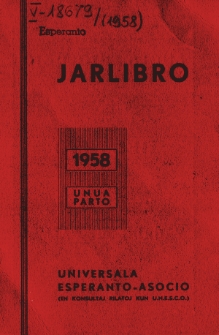 V-18679/(1958)
Esperanto
JARLIBRO
1958
UNUA
PARTO
UNIVERSALA
ESPERANTO-ASOCIO
(EN KONSULTAJ RILATOJ KUN U.N.E.S.C.O.)